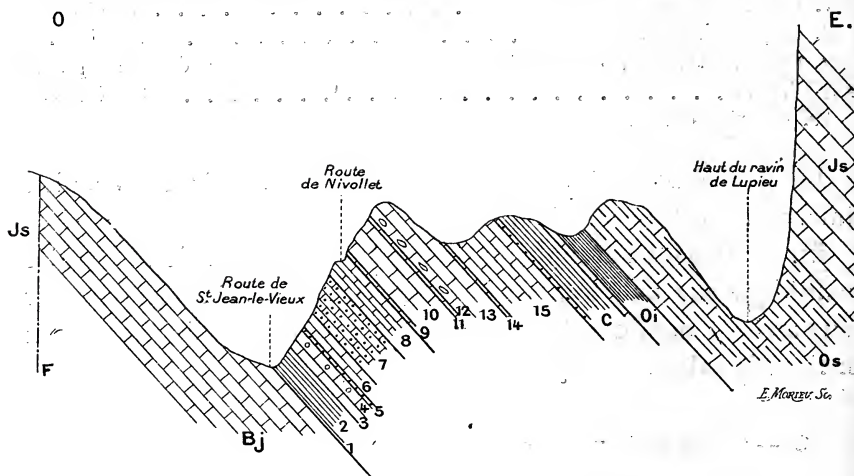 O
E.
Route
de Nivollet
Haut du ravin
de Lupieu
Js
Js
Route de
St Jean-le-Vieux
10
12
13
15
C
Oi
11
14
9
8
7
F
6
5
4
3
2
1
Os
Bj
E. MORIEU. Sc.